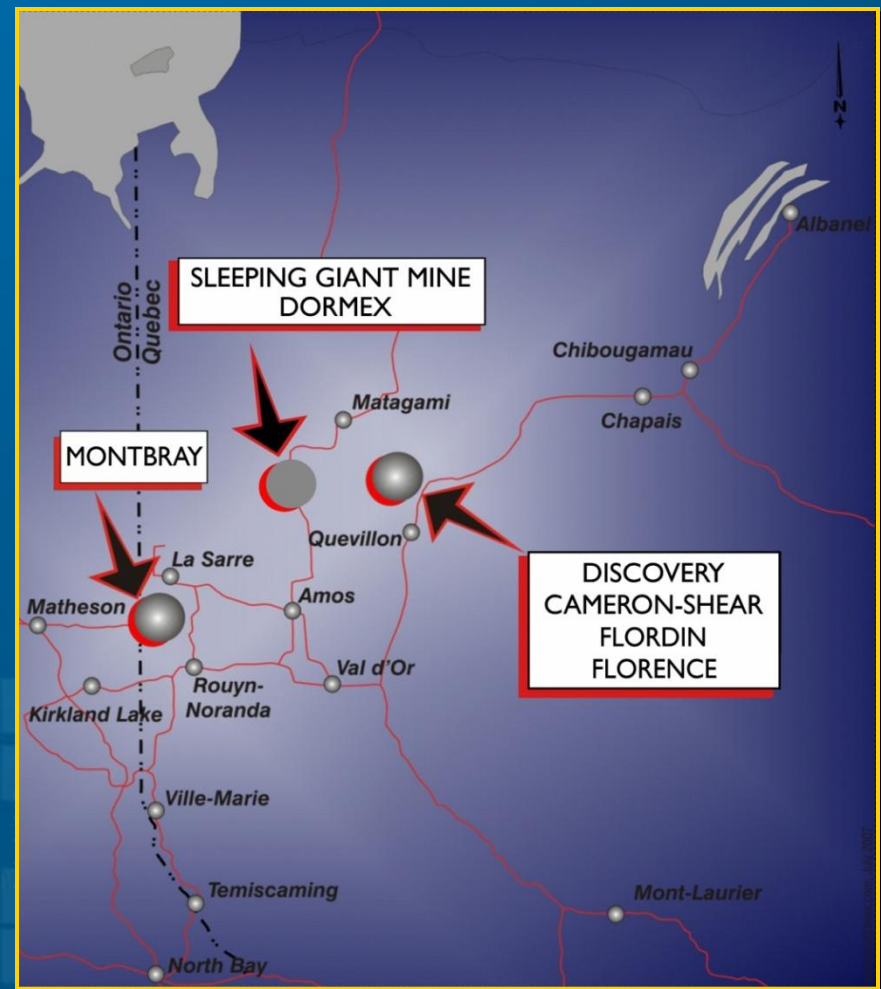 N
Albanel
SLEEPING GIANT MINE
DORMEX
Ontario
Quebec
Chibougamau
Chapais
Matagami
MONTBRAY
Quevillon
La Sarre
DISCOVERY
CAMERON-SHEAR
FLORDIN
FLORENCE
Amos
Matheson
Val d'Or
Rouyn-
Noranda
Kirkland Lake
Ville-Marie
Temiscaming
Mont-Laurier
North Bay